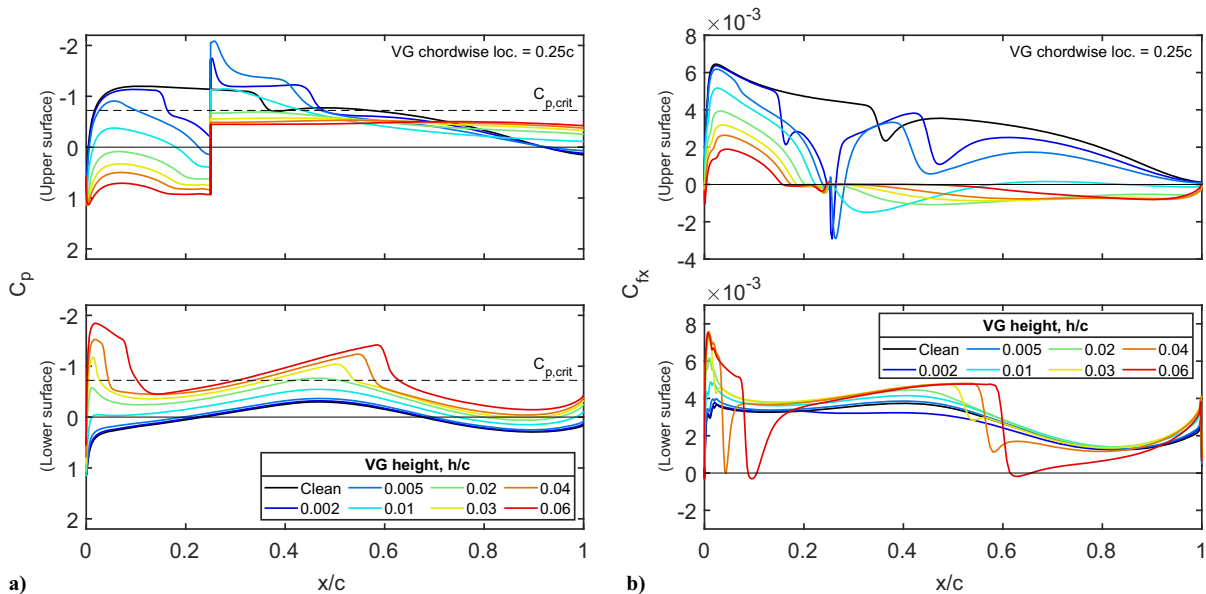 VG chordwise loc. = 0.25c
-2
-1
0
1
2
C_p,crit
(Upper surface)
C_p
-2
-1
0
1
2
C_p,crit
(Lower surface)
VG height, h/c
Clean 0.005 0.02 0.04
0.002 0.01 0.03 0.06
0 0.2 0.4 0.6 0.8 1
x/c
a)
×10⁻³
VG chordwise loc. = 0.25c
8
6
4
2
0
-2
-4
(Upper surface)
C_fx
×10⁻³
8
6
4
2
0
-2
(Lower surface)
VG height, h/c
Clean 0.005 0.02 0.04
0.002 0.01 0.03 0.06
0 0.2 0.4 0.6 0.8 1
x/c
b)